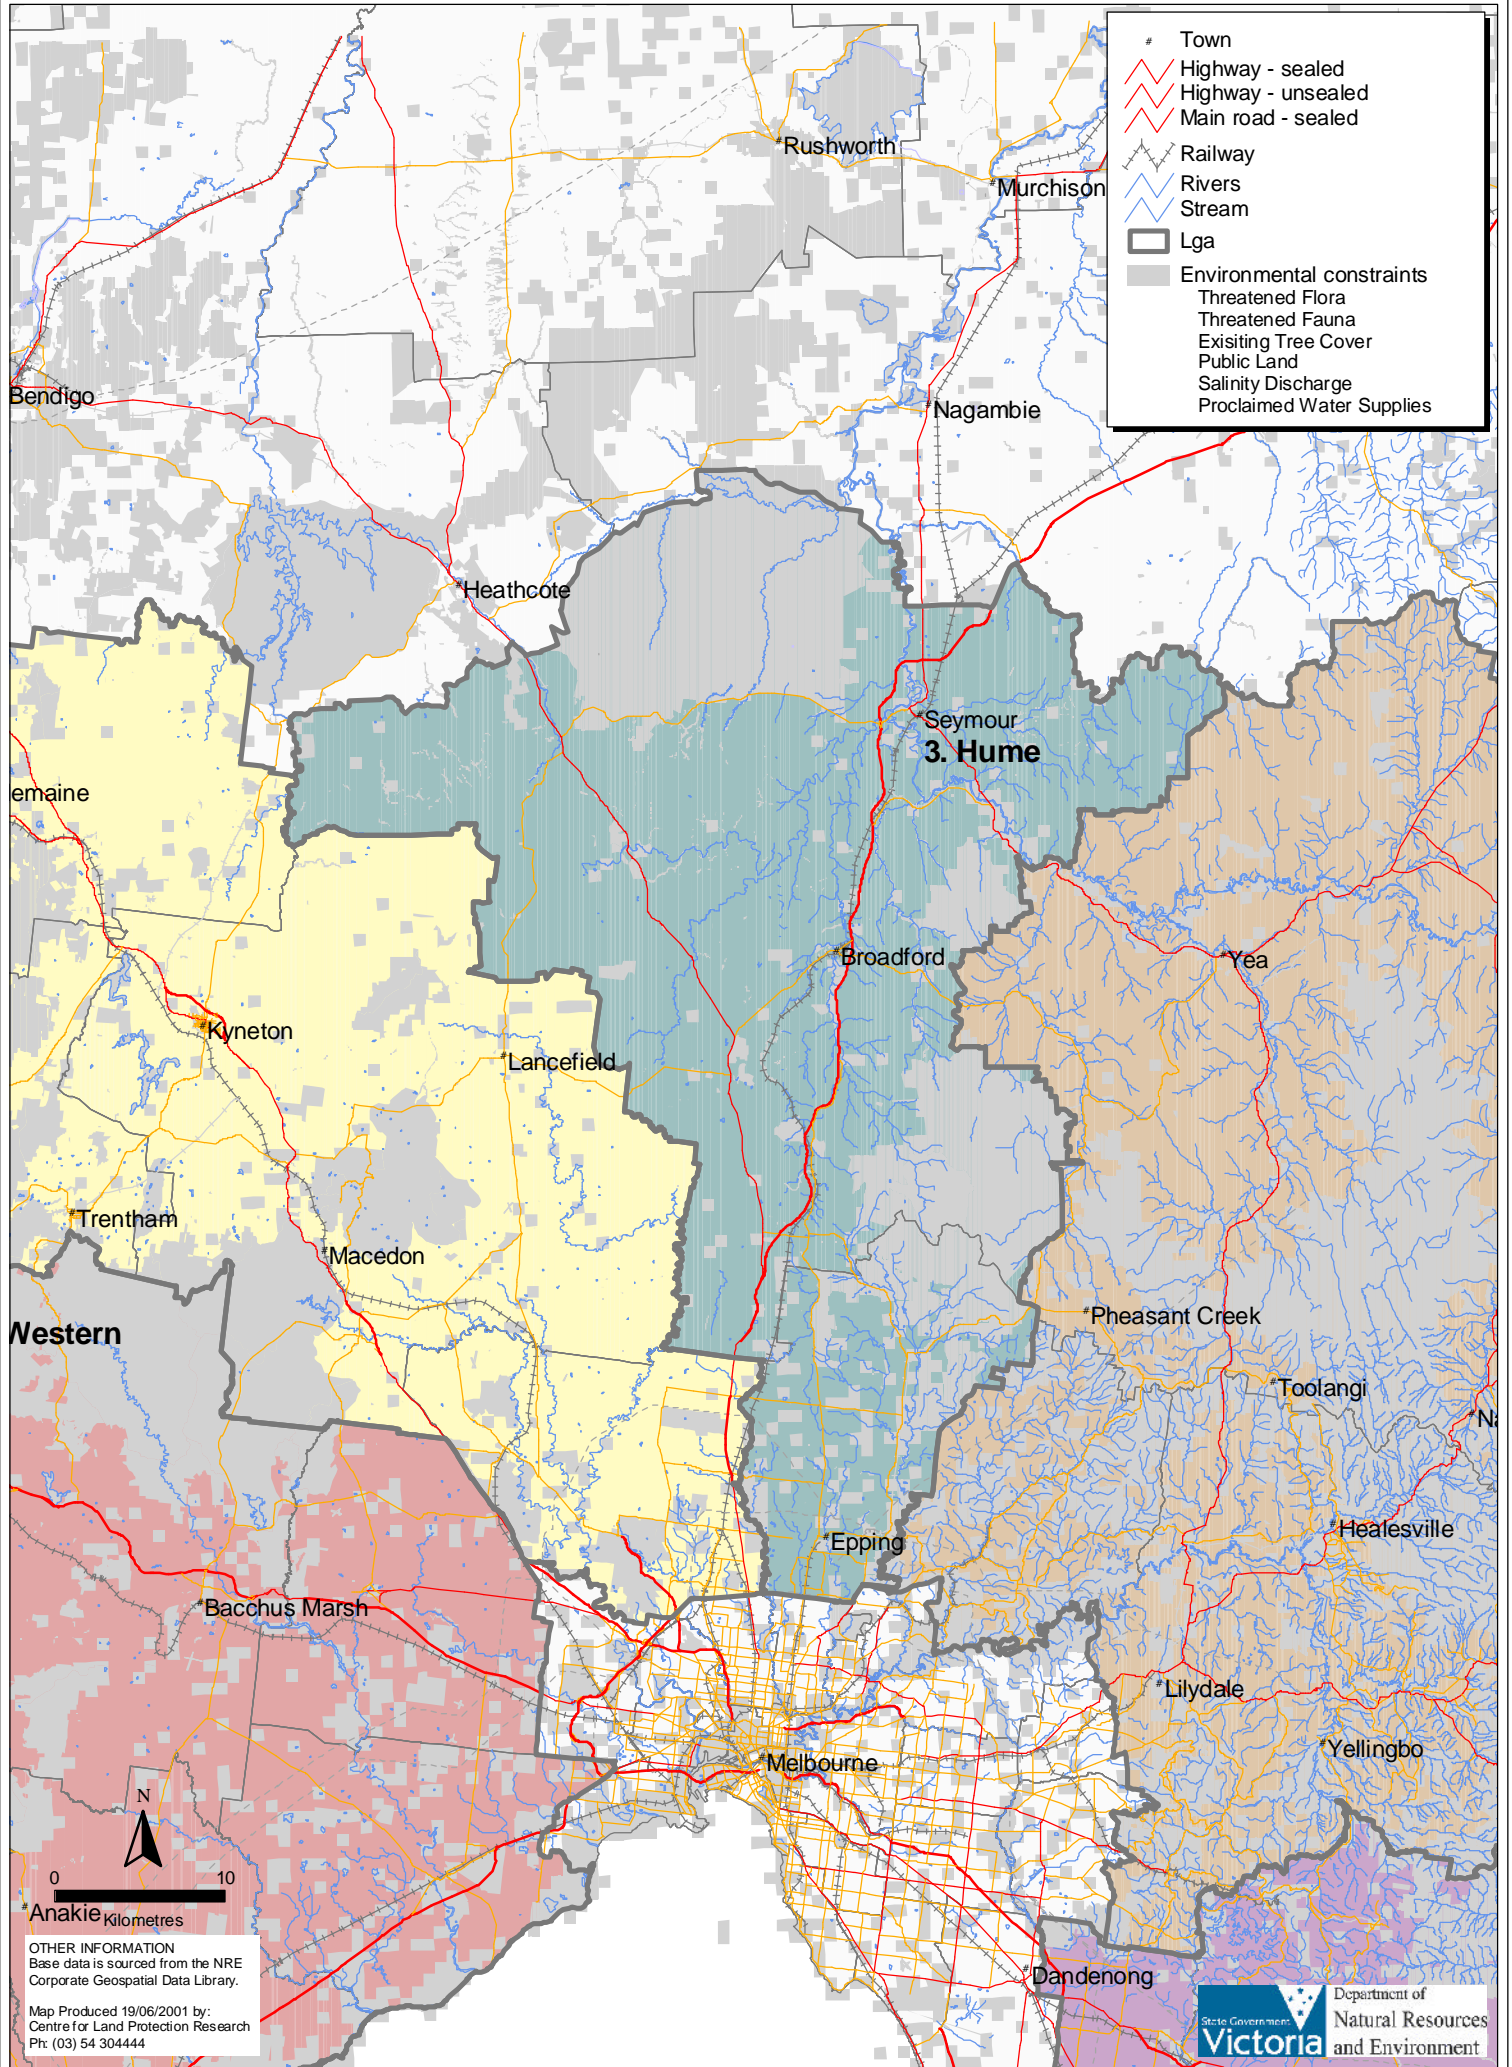 Town
Highway - sealed
Highway - unsealed
Main road - sealed
Railway
Rivers
Stream
Lga
Environmental constraints
Threatened Flora
Threatened Fauna
Exisiting Tree Cover
Public Land
Salinity Discharge
Proclaimed Water Supplies
Rushworth
Murchison
Bendigo
Nagambie
Heathcote
Seymour
3. Hume
emaine
Broadford
Yea
Kyneton
Lancefield
Trentham
Macedon
Pheasant Creek
Western
Toolangi
Na
Healesville
Epping
Bacchus Marsh
Lilydale
Yellingbo
Melbourne
N
0 10
Kilometres
Anakie
Dandenong
OTHER INFORMATION
Base data is sourced from the NRE
Corporate Geospatial Data Library.
Map Produced 19/06/2001 by:
Centre for Land Protection Research
Ph: (03) 54 304444
State Government
Victoria
Department of
Natural Resources
and Environment